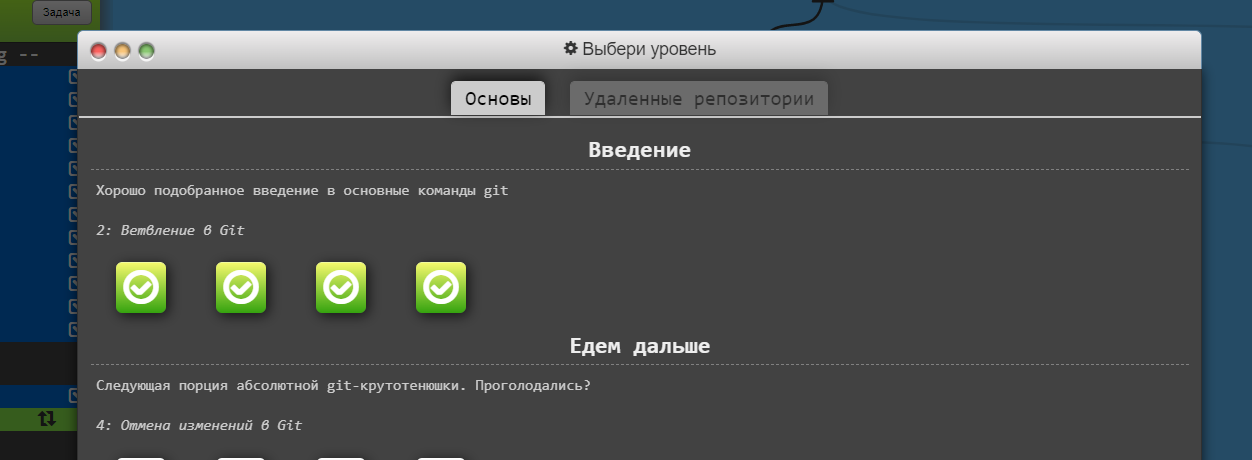 Задача
g --
Выбери уровень
Основы
Удаленные репозитории
Введение
Хорошо подобранное введение в основные команды git
2: Ветвление в Git
Едем дальше
Следующая порция абсолютной git-крутотенюшки. Проголодались?
4: Отмена изменений в Git